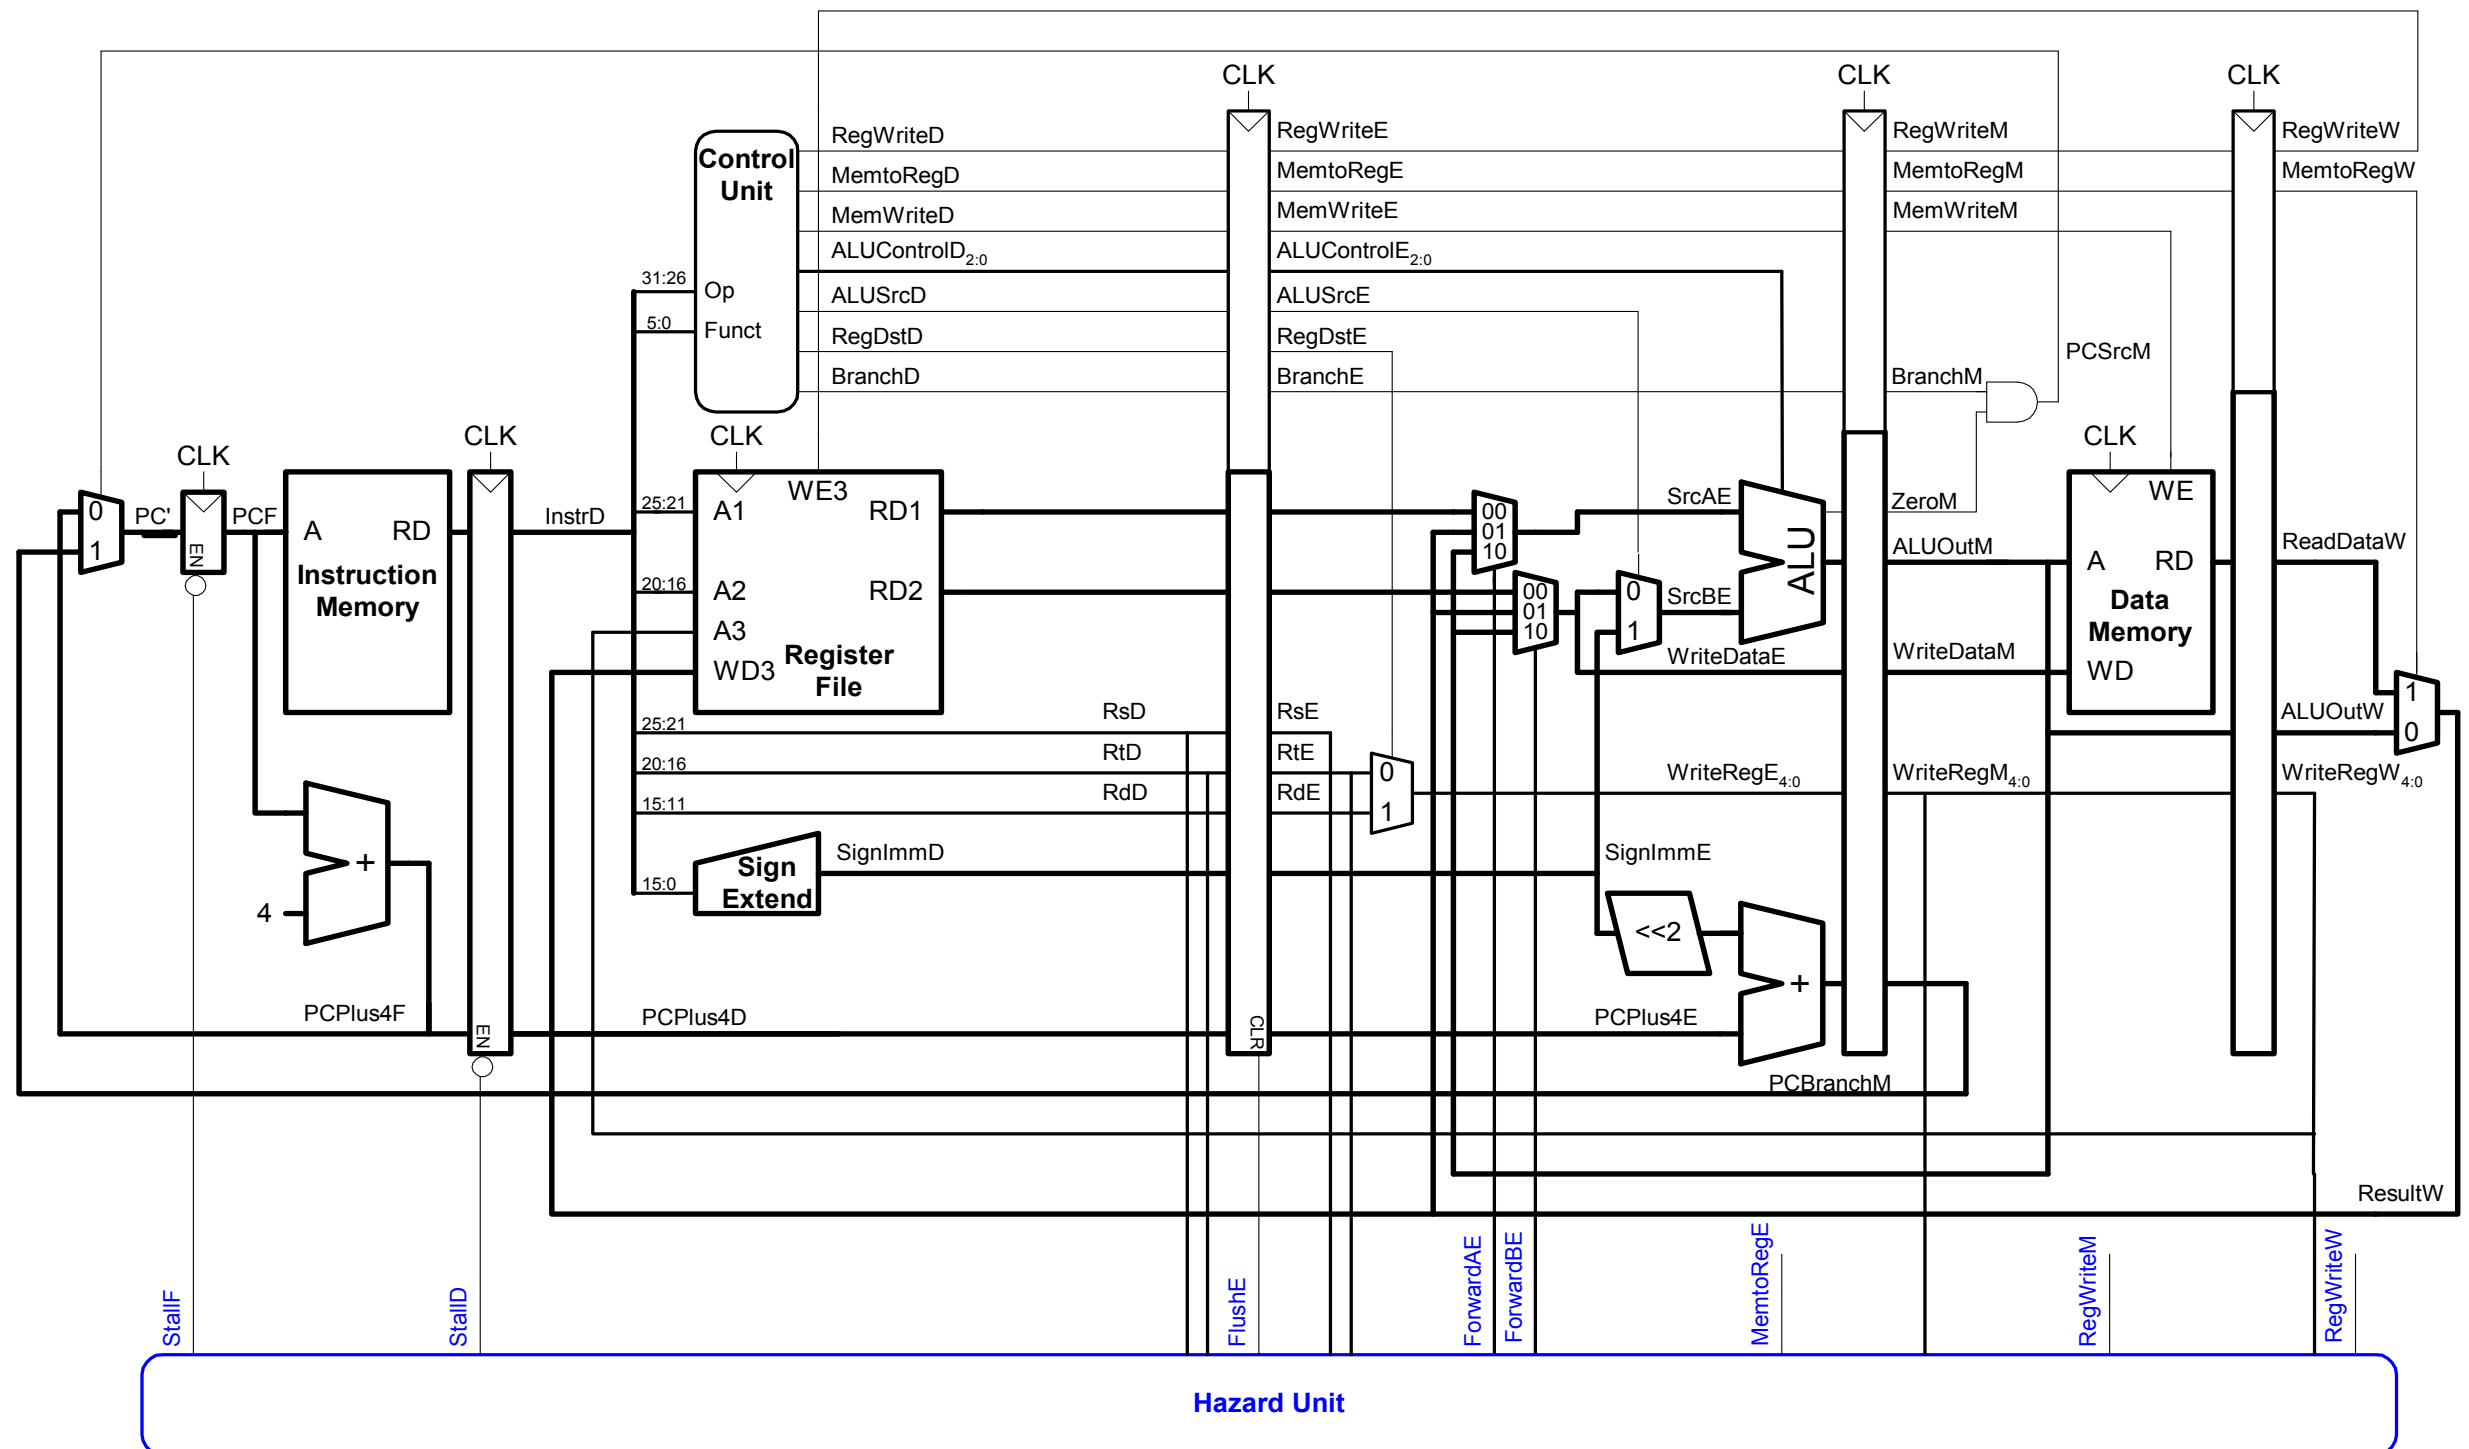 CLK
CLK
CLK
Control
Unit
Op
Funct
31:26
5:0
RegWriteD
MemtoRegD
MemWriteD
ALUControlD2:0
ALUSrcD
RegDstD
BranchD
RegWriteE
MemtoRegE
MemWriteE
ALUControlE2:0
ALUSrcE
RegDstE
BranchE
RegWriteM
MemtoRegM
MemWriteM
BranchM
PCSrcM
RegWriteW
MemtoRegW
CLK
CLK
CLK
CLK
0
1
PC'
EN
PCF
A
RD
Instruction
Memory
InstrD
25:21
20:16
A1
A2
A3
WD3
WE3
RD1
RD2
Register
File
00
01
10
00
01
10
0
1
SrcAE
SrcBE
ALU
WriteDataE
ZeroM
ALUOutM
WriteDataM
WE
A
RD
Data
Memory
WD
ReadDataW
ALUOutW
1
0
25:21
20:16
15:11
15:0
RsD
RtD
RdD
RsE
RtE
RdE
0
1
WriteRegE4:0
WriteRegM4:0
WriteRegW4:0
Sign
Extend
SignImmD
SignImmE
+
4
<<2
+
PCPlus4F
EN
PCPlus4D
CLR
PCPlus4E
PCBranchM
ResultW
StallF
StallD
FlushE
ForwardAE
ForwardBE
MemtoRegE
RegWriteM
RegWriteW
Hazard Unit